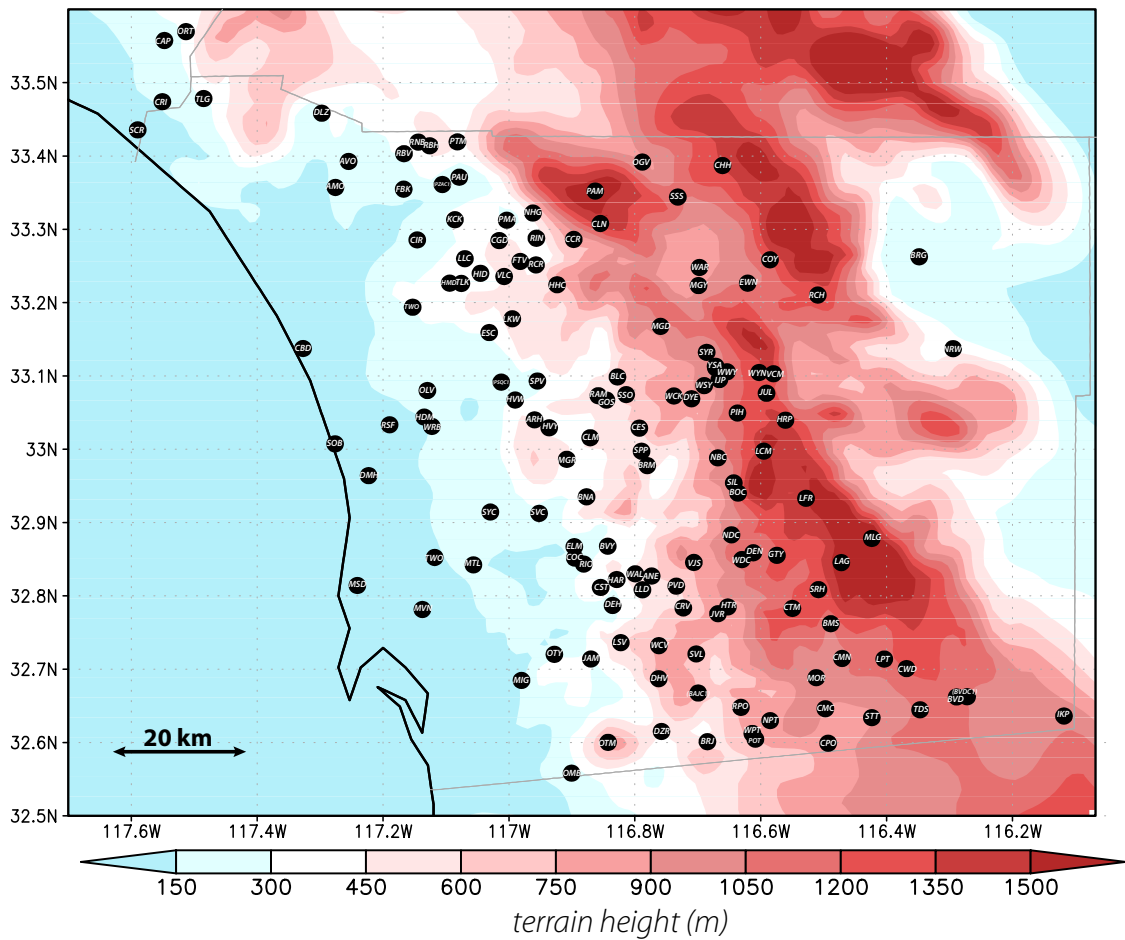 ORT
CAP
33.5N
CRI
TLG
DLZ
SCR
33.4N
RNB
RBH
PTM
RBV
AVO
OGV
CHH
PAU
AMO
FBK
PZAC1
PAM
SSS
33.3N
KCK
PMA
NHG
CLN
CIR
CGD
RIN
CCR
LLC
FTV
RCR
WAR
COY
BRG
HID
VLC
HMD
TLK
HHC
MGY
EWN
33.2N
TWO
RCH
LKW
MGD
ESC
CBD
SYR
NRW
YSA
WWY
WYN
VCM
33.1N
PSQC1
SPV
BLC
IJP
WSY
OLV
HVW
RAM
GOS
SSO
WCK
DYE
JUL
HDM
WRB
RSF
ARH
HVY
CES
PIH
HRP
33N
SOB
CLM
SPP
LCM
MGR
BRM
NBC
OMH
SIL
BOC
BNA
LFR
32.9N
SYC
SVC
NDC
MLG
ELM
BVY
COC
RIO
DEN
WDC
GTY
TWO
MTL
VJS
LAG
32.8N
MSD
CST
HAR
WAL
ANE
LLD
PVD
SRH
MVN
DEH
CRV
HTR
JVR
CTM
BMS
LSV
WCV
32.7N
OTY
JAM
SVL
CMN
LPT
CWD
MIG
DHV
BAJC1
MOR
(BVDC1)
BVD
RPO
CMC
TDS
IKP
NPT
STT
DZR
WPT
POT
32.6N
OTM
BRJ
CPO
20 km
OME
32.5N
117.6W 117.4W 117.2W 117W 116.8W 116.6W 116.4W 116.2W
150 300 450 600 750 900 1050 1200 1350 1500
terrain height (m)